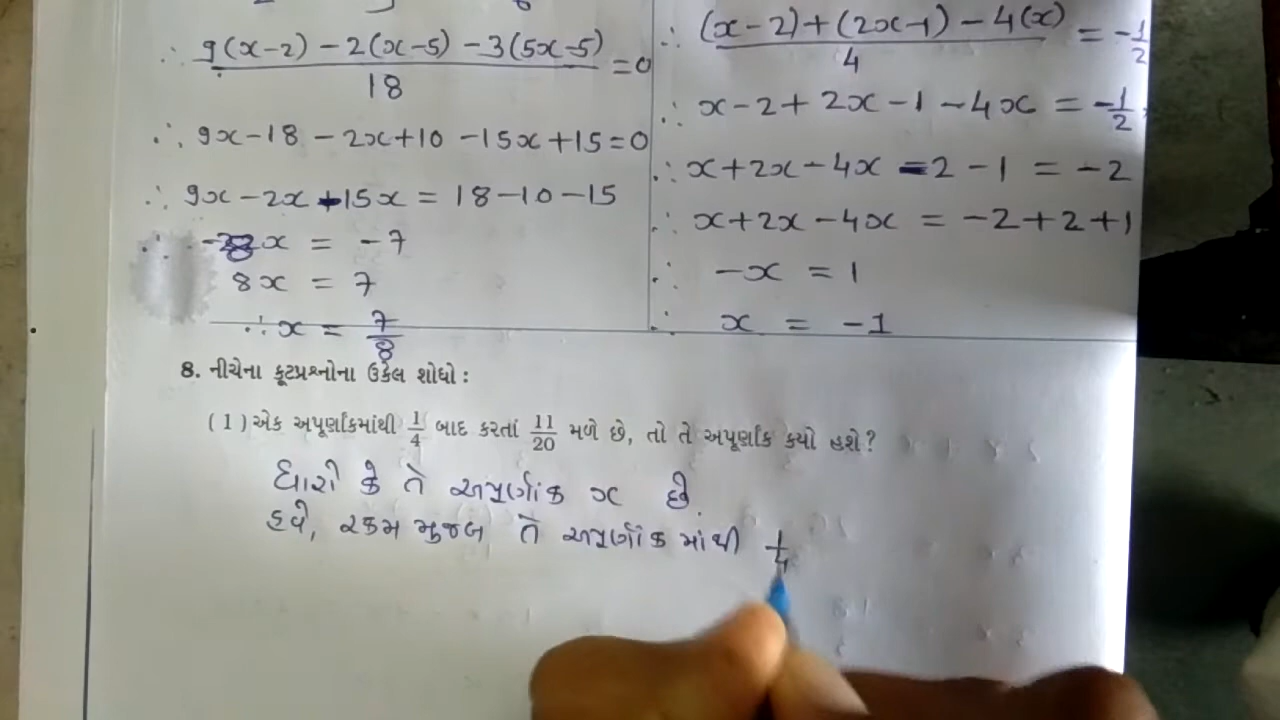 ∴ 9(x-2) - 2(x-5) - 3(5x-5) / 18 = 0
∴ 9x-18 - 2x+10 -15x+15=0
∴ 9x - 2x +15x = 18-10-15
x = -7
8x = 7
∴ x = 7/8
∴ (x-2)+(2x-1) - 4(x) / 4 = -1/2
∴ x-2+2x-1-4x = -1/2
∴ x+2x-4x -2 -1 = -2
∴ x+2x-4x = -2+2+1
∴ -x = 1
∴ x = -1
8. નીચેના કૂટપ્રશ્નોના ઉકેલ શોધો :
(1) એક અપૂર્ણાંકમાંથી 1/4 બાદ કરતાં 11/20 મળે છે, તો તે અપૂર્ણાંક કયો હશે?
ધારો કે તે અપૂર્ણાંક x છે.
હવે, રકમ મુજબ તે અપૂર્ણાંકમાંથી 1/4